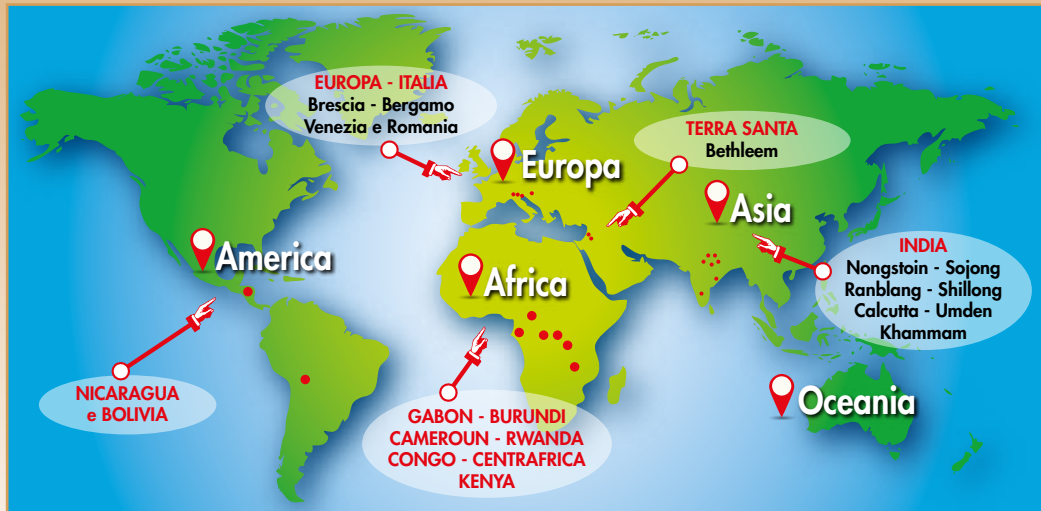 EUROPA - ITALIA
Brescia - Bergamo
Venezia e Romania
TERRA SANTA
Bethleem
Europa
Asia
America
Africa
INDIA
Nongstoin - Sojong
Ranblang - Shillong
Calcutta - Umden
Khammam
NICARAGUA
e BOLIVIA
GABON - BURUNDI
CAMEROUN - RWANDA
CONGO - CENTRAFRICA
KENYA
Oceania